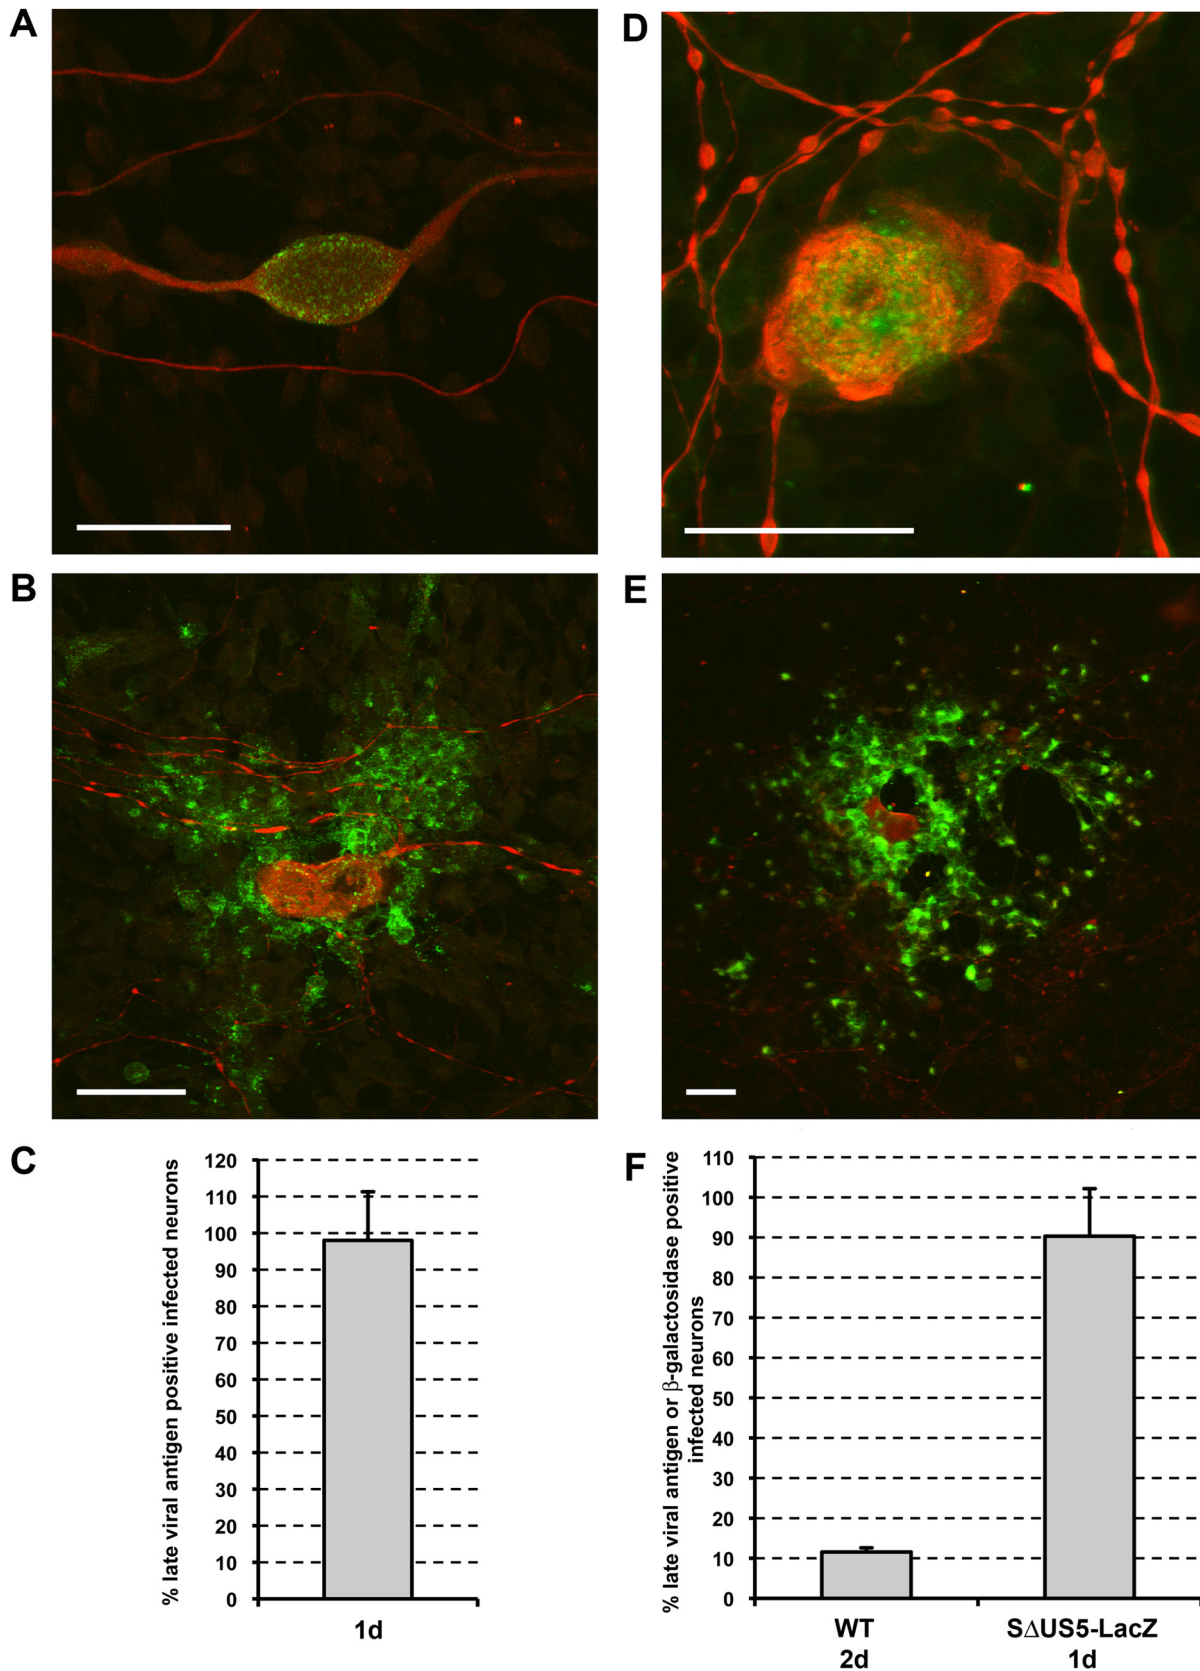 A
D
B
E
C
% late viral antigen positive infected neurons
120
110
100
90
80
70
60
50
40
30
20
10
0
1d
F
% late viral antigen or β-galactosidase positive
infected neurons
110
100
90
80
70
60
50
40
30
20
10
0
WT
2d
SΔUS5-LacZ
1d